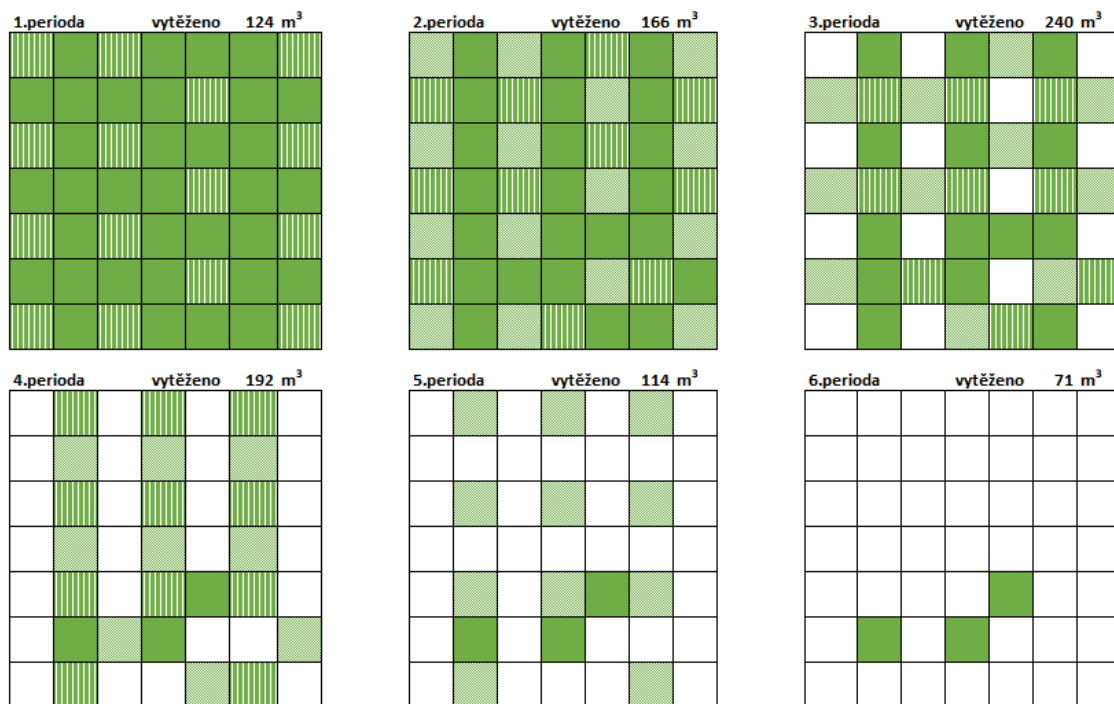 1.perioda vytěženo 124 m³
2.perioda vytěženo 166 m³
3.perioda vytěženo 240 m³
4.perioda vytěženo 192 m³
5.perioda vytěženo 114 m³
6.perioda vytěženo 71 m³